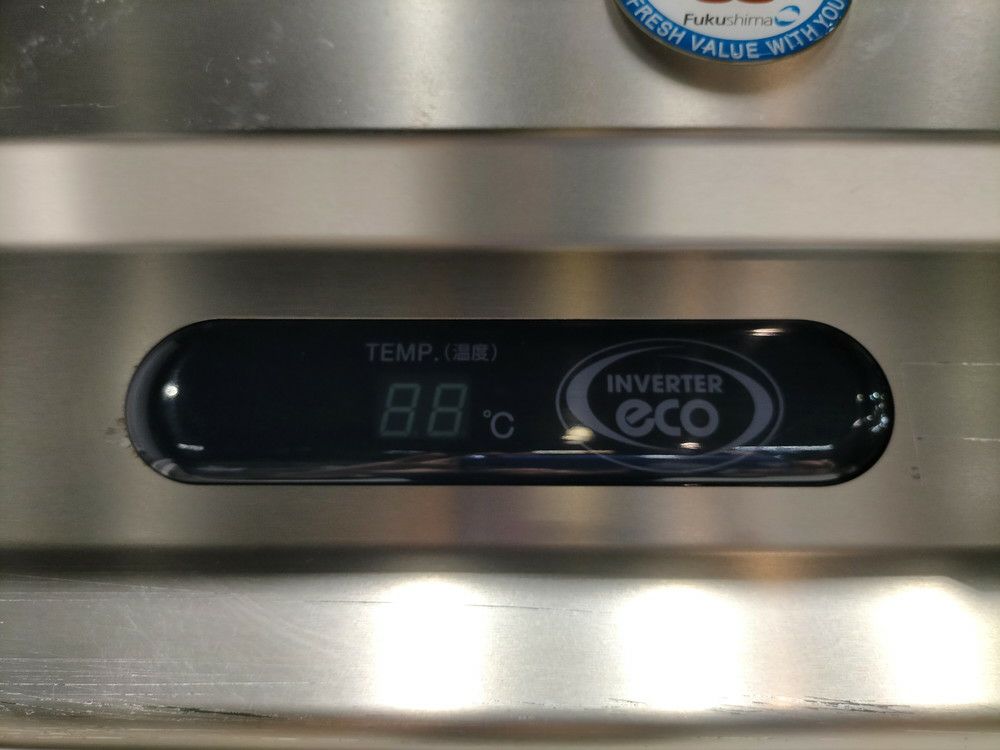 Fukushima
FRESH VALUE WITH YOU
TEMP.(温度)
88 °C
INVERTER
eco